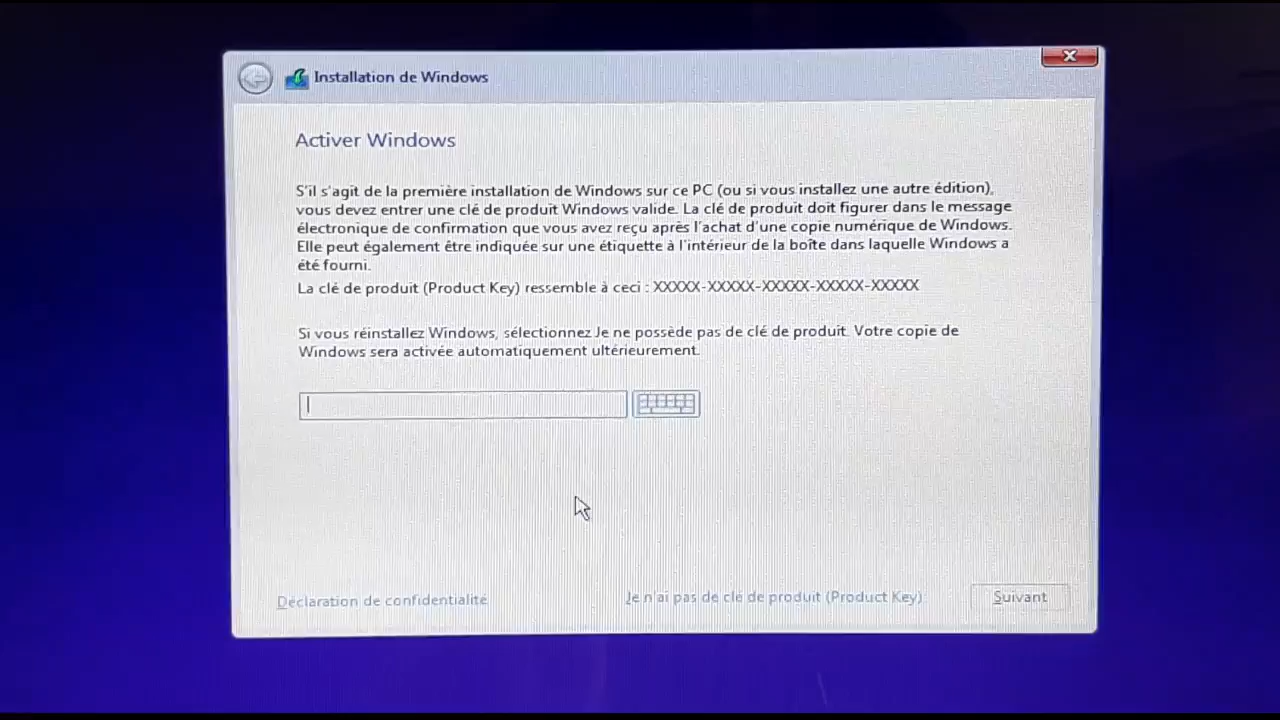 Installation de Windows
Activer Windows
S'il s'agit de la première installation de Windows sur ce PC (ou si vous installez une autre édition),
vous devez entrer une clé de produit Windows valide. La clé de produit doit figurer dans le message
électronique de confirmation que vous avez reçu après l'achat d'une copie numérique de Windows.
Elle peut également être indiquée sur une étiquette à l'intérieur de la boîte dans laquelle Windows a
été fourni.
La clé de produit (Product Key) ressemble à ceci : XXXXX-XXXXX-XXXXX-XXXXX-XXXXX
Si vous réinstallez Windows, sélectionnez Je ne possède pas de clé de produit. Votre copie de
Windows sera activée automatiquement ultérieurement.
Déclaration de confidentialité
Je n'ai pas de clé de produit (Product Key)
Suivant